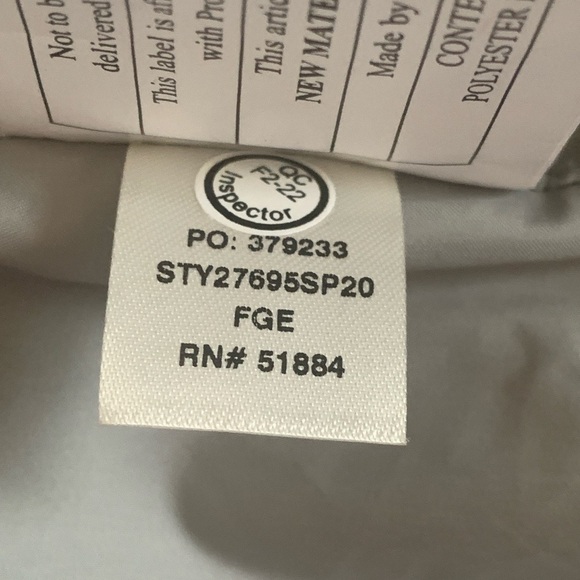 Not to b
delivered
This label is af
with Pro
This artic
NEW MATE
Made by
CONTE
POLYESTER
QC
F2-22
Inspector
PO: 379233
STY27695SP20
FGE
RN# 51884